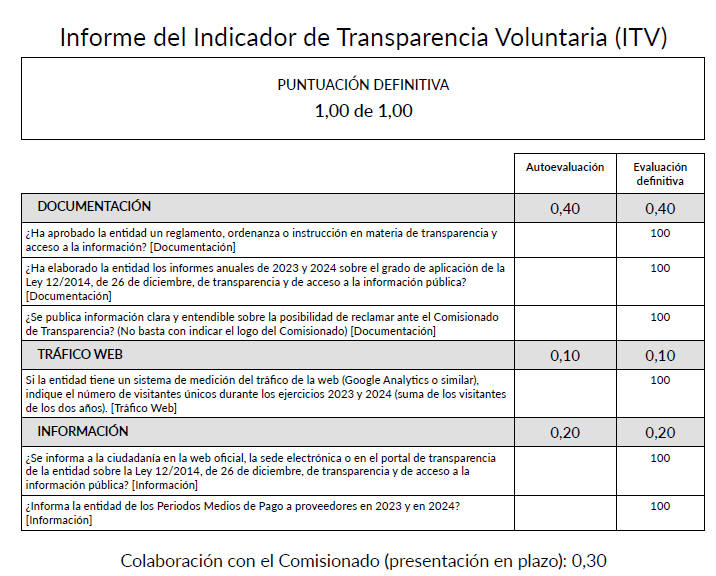 Informe del Indicador de Transparencia Voluntaria (ITV)
PUNTUACIÓN DEFINITIVA
1,00 de 1,00
Autoevaluación
Evaluación
definitiva
DOCUMENTACIÓN 0,40 0,40
¿Ha aprobado la entidad un reglamento, ordenanza o instrucción en materia de transparencia y
acceso a la información? [Documentación]
100
¿Ha elaborado la entidad los informes anuales de 2023 y 2024 sobre el grado de aplicación de la
Ley 12/2014, de 26 de diciembre, de transparencia y de acceso a la información pública?
[Documentación]
100
¿Se publica información clara y entendible sobre la posibilidad de reclamar ante el Comisionado
de Transparencia? (No basta con indicar el logo del Comisionado) [Documentación]
100
TRÁFICO WEB 0,10 0,10
Si la entidad tiene un sistema de medición del tráfico de la web (Google Analytics o similar),
indique el número de visitantes únicos durante los ejercicios 2023 y 2024 (suma de los visitantes
de los dos años). [Tráfico Web]
100
INFORMACIÓN 0,20 0,20
¿Se informa a la ciudadanía en la web oficial, la sede electrónica o en el portal de transparencia
de la entidad sobre la Ley 12/2014, de 26 de diciembre, de transparencia y de acceso a la
información pública? [Información]
100
¿Informa la entidad de los Periodos Medios de Pago a proveedores en 2023 y en 2024?
[Información]
100
Colaboración con el Comisionado (presentación en plazo): 0,30